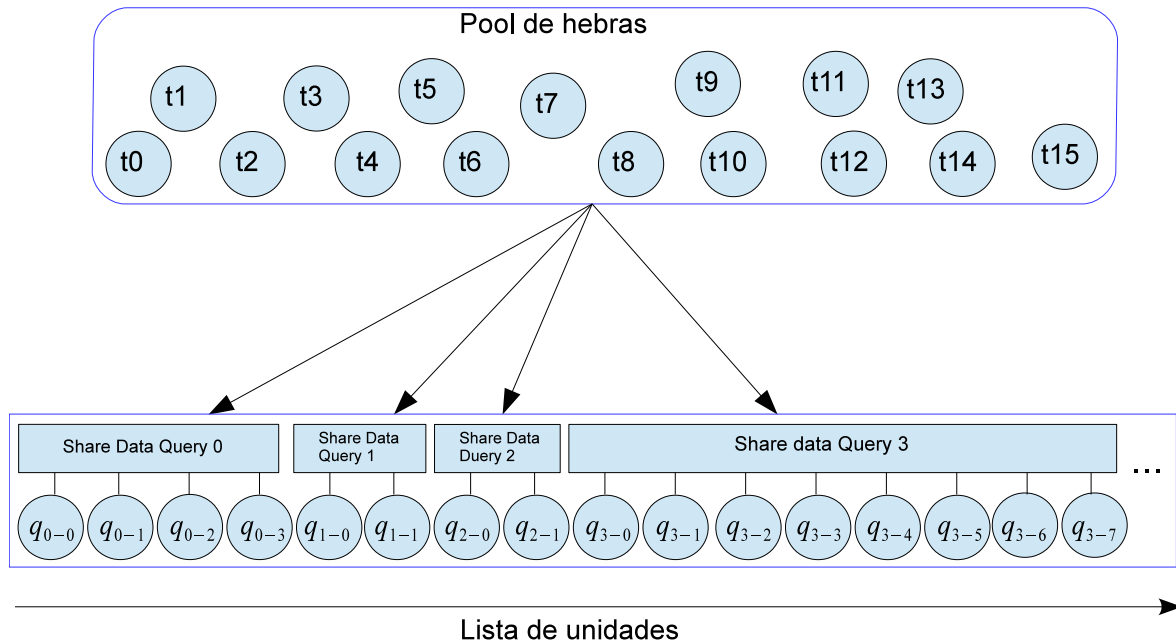 Pool de hebras
t1 t3 t5 t7 t9 t11 t13
t0 t2 t4 t6 t8 t10 t12 t14 t15
Share Data Query 0
Share Data
Query 1
Share Data
Duery 2
Share data Query 3
...
q0−0 q0−1 q0−2 q0−3 q1−0 q1−1 q2−0 q2−1 q3−0 q3−1 q3−2 q3−3 q3−4 q3−5 q3−6 q3−7
Lista de unidades